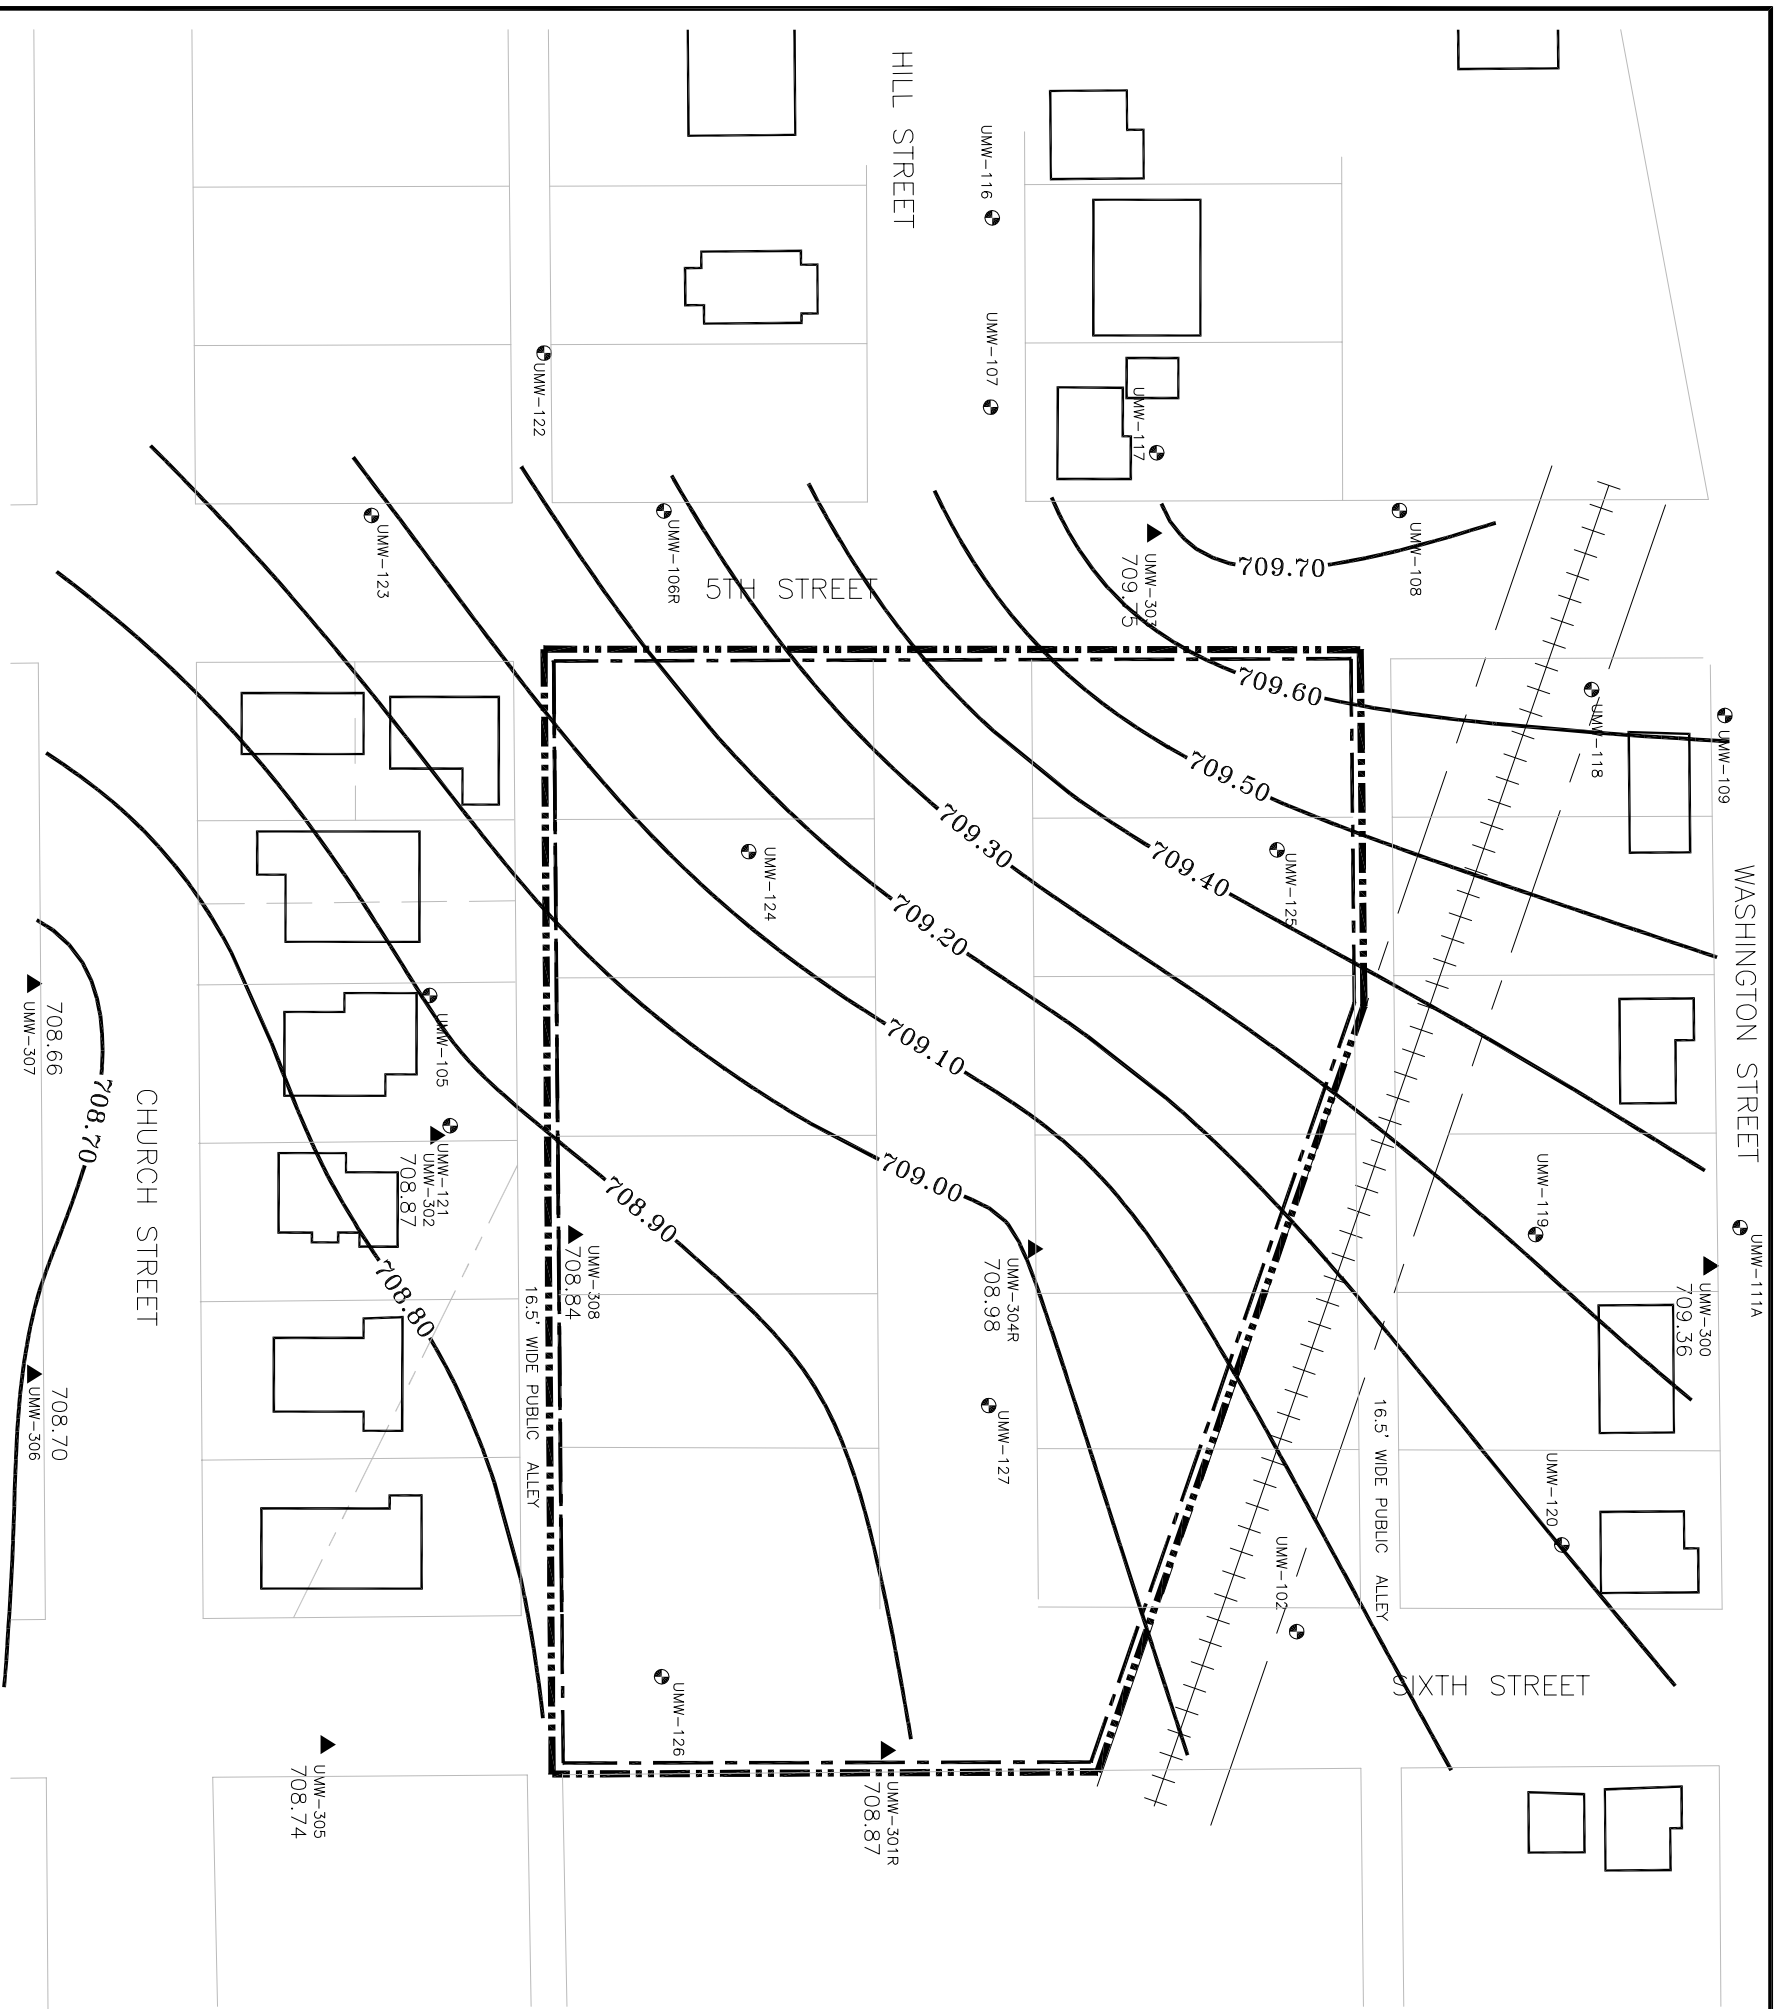 HILL STREET
UMW-116
UMW-107
UMW-117
UMW-122
UMW-123
UMW-106R
5TH STREET
UMW-303
709.75
709.70
UMW-108
709.60
UMW-118
UMW-109
709.50
709.40
709.30
709.20
709.10
709.00
708.90
708.80
708.70
UMW-124
UMW-125
WASHINGTON STREET
UMW-105
UMW-121
UMW-302
708.87
708.66
UMW-307
CHURCH STREET
UMW-308
708.84
16.5' WIDE PUBLIC ALLEY
UMW-304R
708.98
UMW-119
UMW-111A
UMW-300
709.36
708.70
UMW-306
UMW-127
16.5' WIDE PUBLIC ALLEY
UMW-120
UMW-102
SIXTH STREET
UMW-126
UMW-305
708.74
UMW-301R
708.87